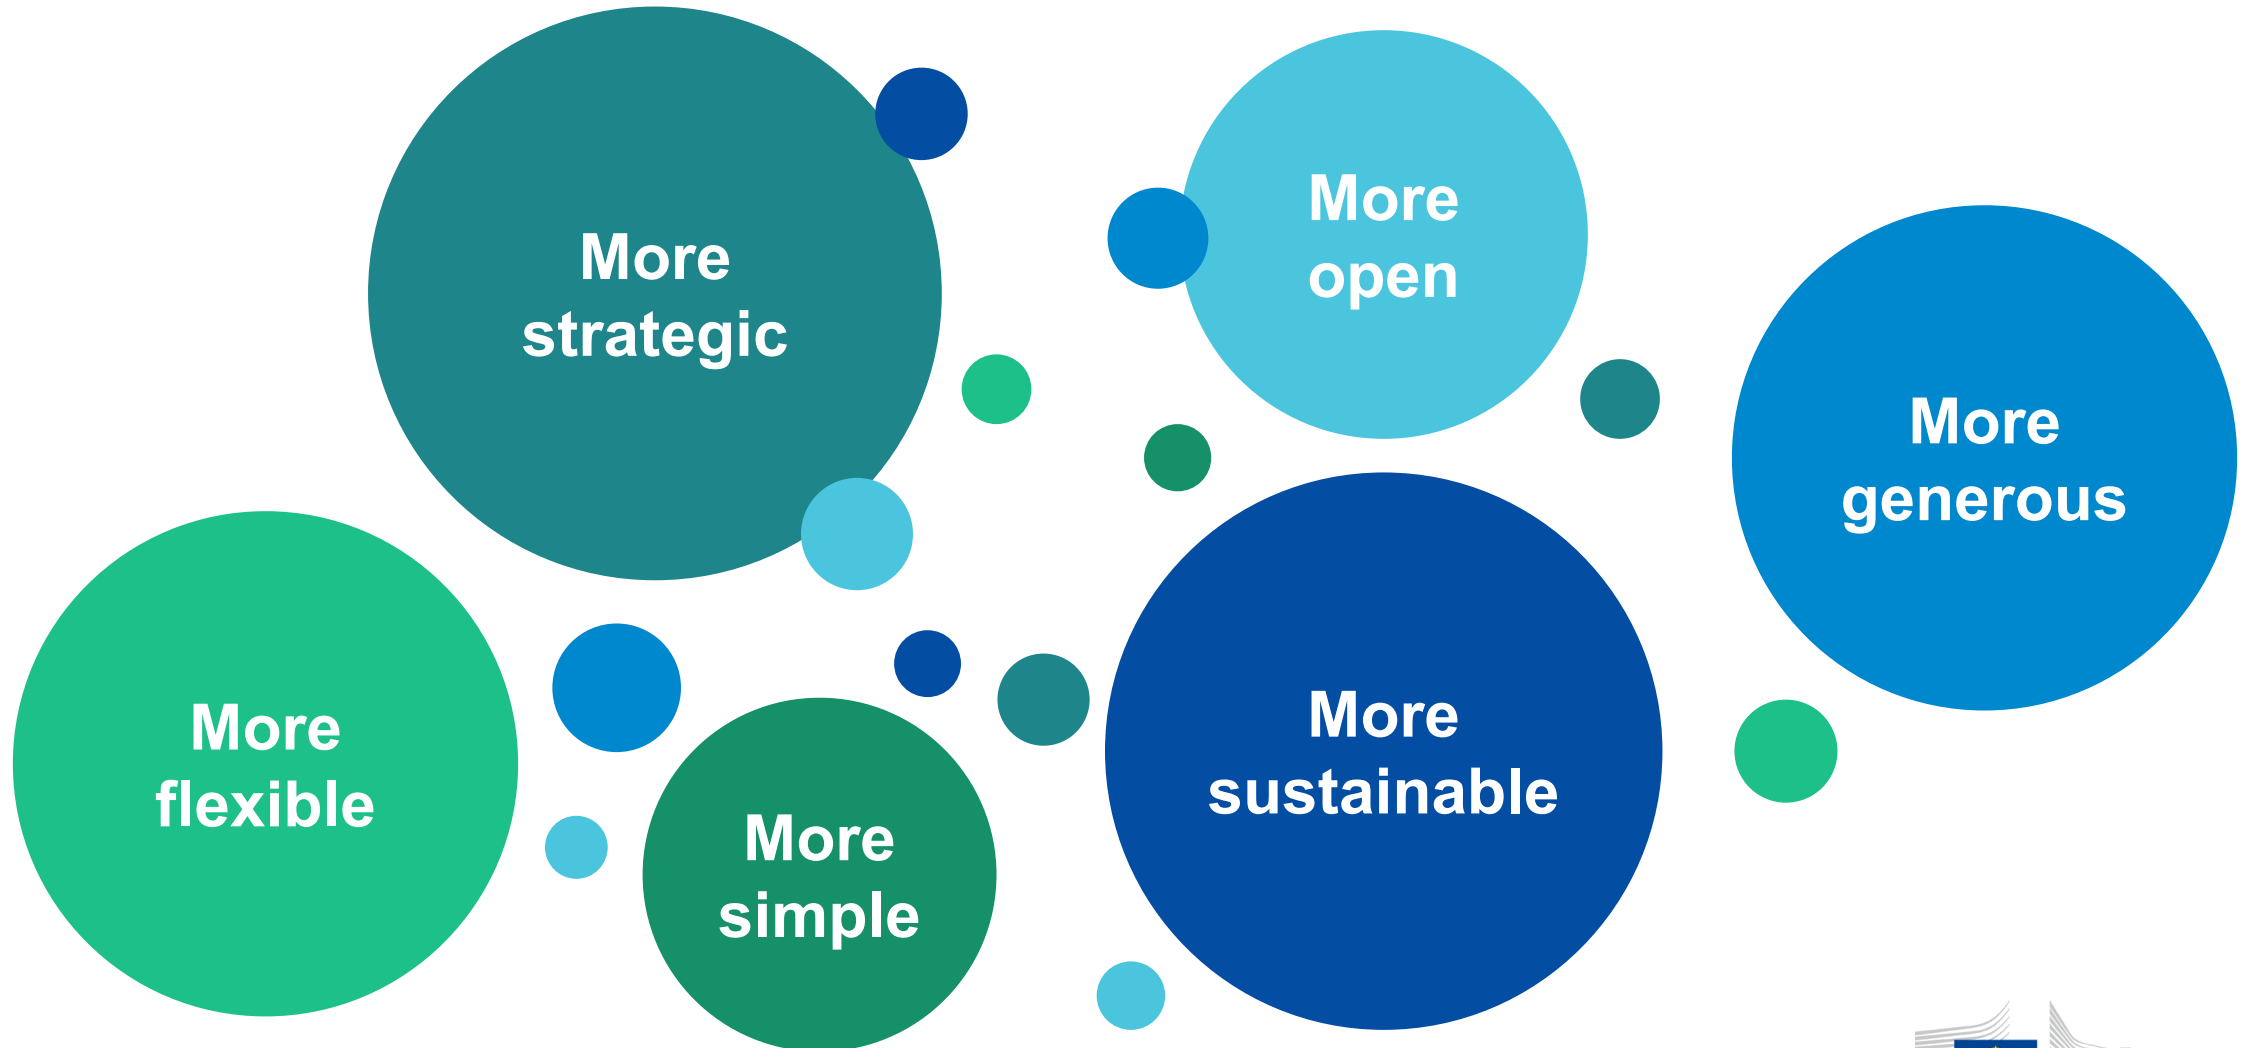 More
strategic
More
open
More
generous
More
flexible
More
simple
More
sustainable